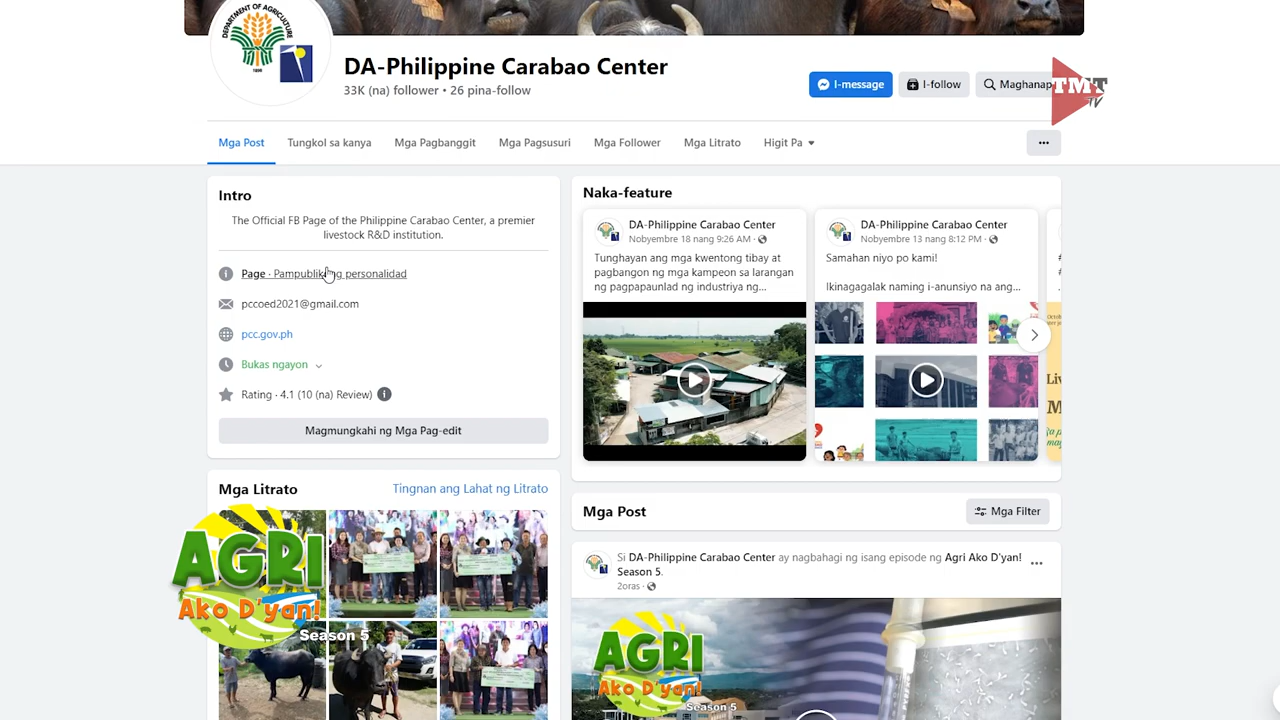 DEPARTMENT OF AGRICULTURE
1898
DA-Philippine Carabao Center
33K (na) follower • 26 pina-follow
I-message
I-follow
Maghanap
TMT
TV
Mga Post
Tungkol sa kanya
Mga Pagbanggit
Mga Pagsusuri
Mga Follower
Mga Litrato
Higit Pa
Intro
The Official FB Page of the Philippine Carabao Center, a premier
livestock R&D institution.
Page · Pampublikong personalidad
pccoed2021@gmail.com
pcc.gov.ph
Bukas ngayon
Rating · 4.1 (10 (na) Review)
Magmungkahi ng Mga Pag-edit
Mga Litrato
Tingnan ang Lahat ng Litrato
AGRI
Ako D'yan!
Season 5
Naka-feature
DA-Philippine Carabao Center
Nobyembre 18 nang 9:26 AM ·
Tunghayan ang mga kwentong tibay at
pagbangon ng mga kampeon sa larangan
ng pagpapaunlad ng industriya ng...
DA-Philippine Carabao Center
Nobyembre 13 nang 8:12 PM ·
Samahan niyo po kami!
Ikinagagalak naming i-anunsiyo na ang...
Mga Post
Mga Filter
Si DA-Philippine Carabao Center ay nagbahagi ng isang episode ng Agri Ako D'yan!
Season 5.
2oras ·
AGRI
Ako D'yan!
Season 5